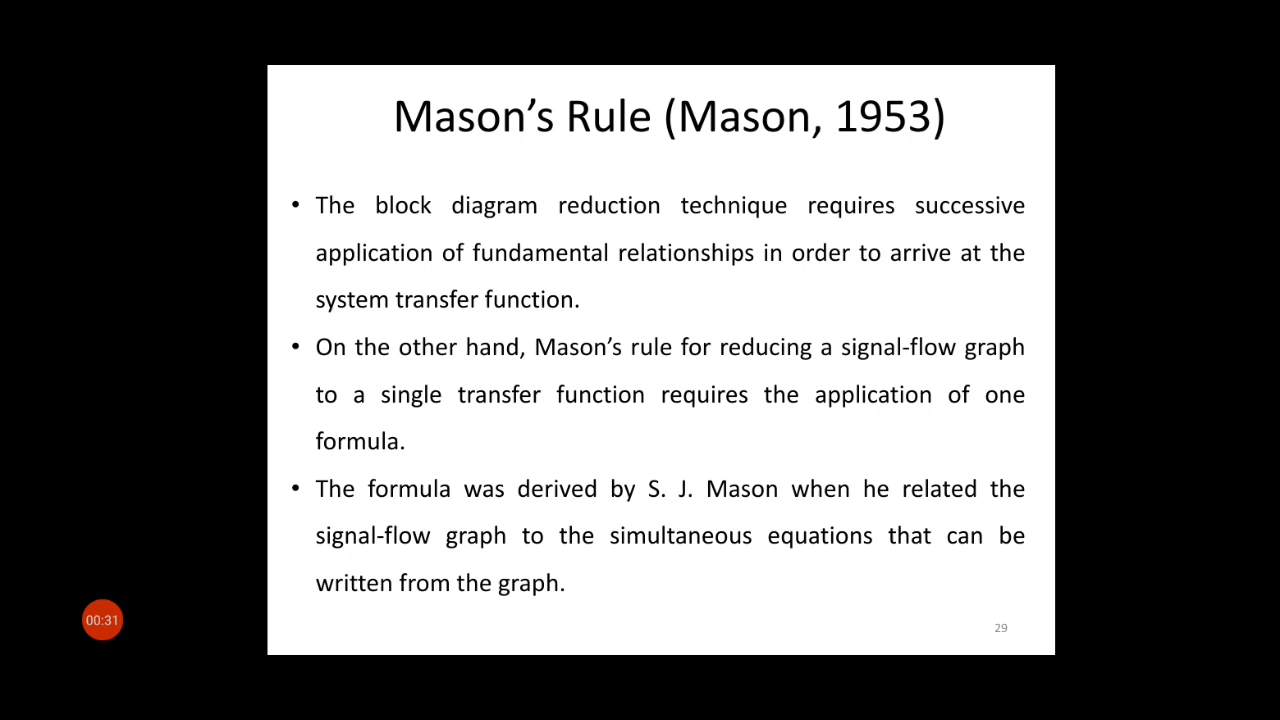 Mason’s Rule (Mason, 1953)
• The block diagram reduction technique requires successive
application of fundamental relationships in order to arrive at the
system transfer function.
• On the other hand, Mason’s rule for reducing a signal-flow graph
to a single transfer function requires the application of one
formula.
• The formula was derived by S. J. Mason when he related the
signal-flow graph to the simultaneous equations that can be
written from the graph.
00:31
29